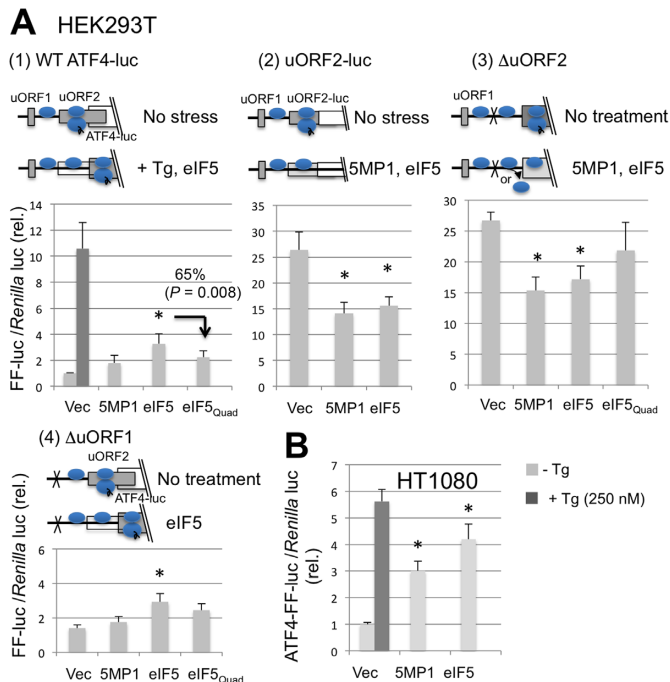 A HEK293T
(1) WT ATF4-luc
(2) uORF2-luc
(3) ΔuORF2
uORF1 uORF2
No stress
ATF4-luc
+ Tg, eIF5
uORF1 uORF2-luc
No stress
5MP1, eIF5
uORF1
No treatment
5MP1, eIF5
or
FF-luc /Renilla luc (rel.)
14
12
10
8
6
4
2
0
65%
(P = 0.008)
*
Vec 5MP1 eIF5 eIF5Quad
35
30
25
20
15
10
5
0
* *
Vec 5MP1 eIF5
30
25
20
15
10
5
0
* *
Vec 5MP1 eIF5 eIF5Quad
(4) ΔuORF1
uORF2
No treatment
ATF4-luc
eIF5
FF-luc /Renilla luc (rel.)
6
4
2
0
*
Vec 5MP1 eIF5 eIF5Quad
B
HT1080
ATF4-FF-luc /Renilla luc
(rel.)
7
6
5
4
3
2
1
0
* *
Vec 5MP1 eIF5
- Tg
+ Tg (250 nM)